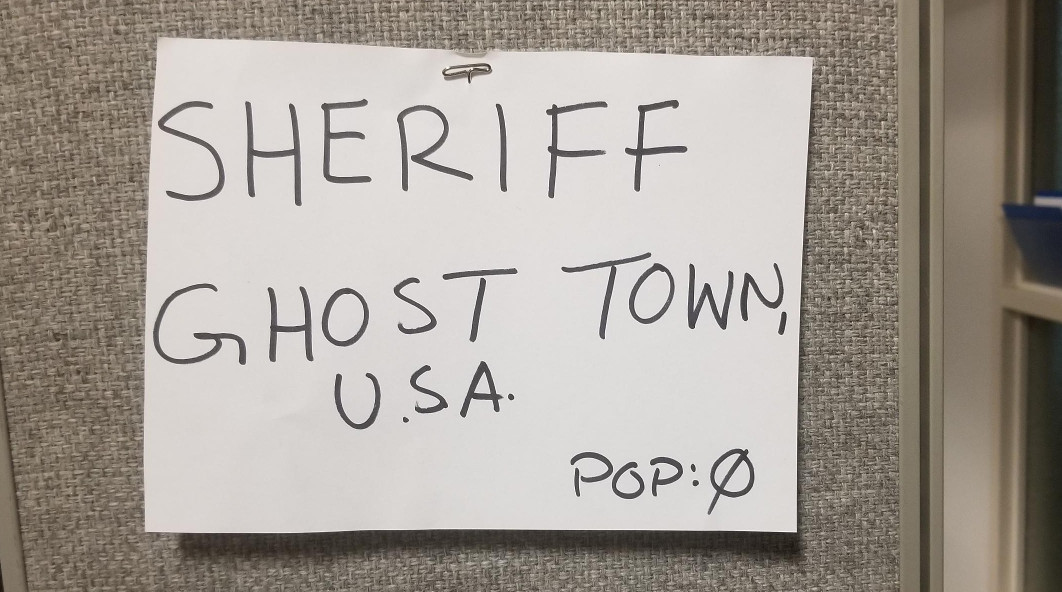 SHERIFF
GHOST TOWN,
U.S.A.
POP: Ø